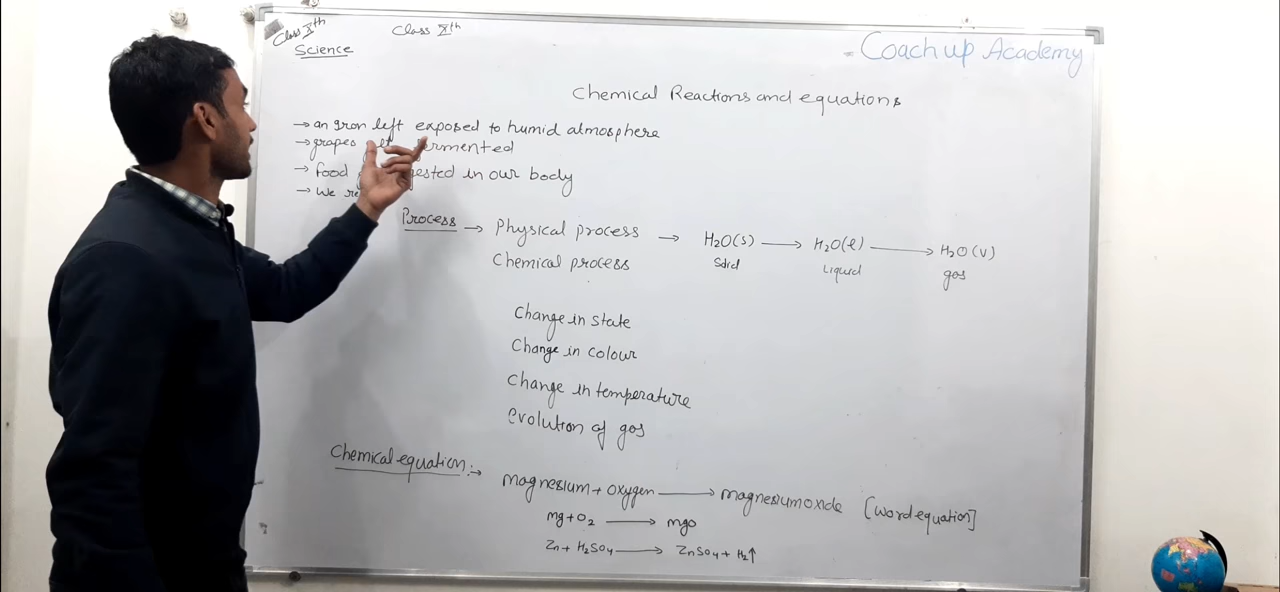 Class Xth
Class Xth
Science
= Coach up Academy
Chemical Reactions and equations
→ an iron left exposed to humid atmosphere
→ grapes fermented
→ Food in our body
→ We
Process → Physical process → H2O(s) → H2O(l) → H2O(v)
Solid Liquid gas
Chemical process
Change in state
Change in colour
Change in temperature
evolution of gas
Chemical equation:→
magnesium + oxygen → magnesium oxide [word equation]
mg + O2 → mgo
Zn + H2SO4 → ZnSO4 + H2↑